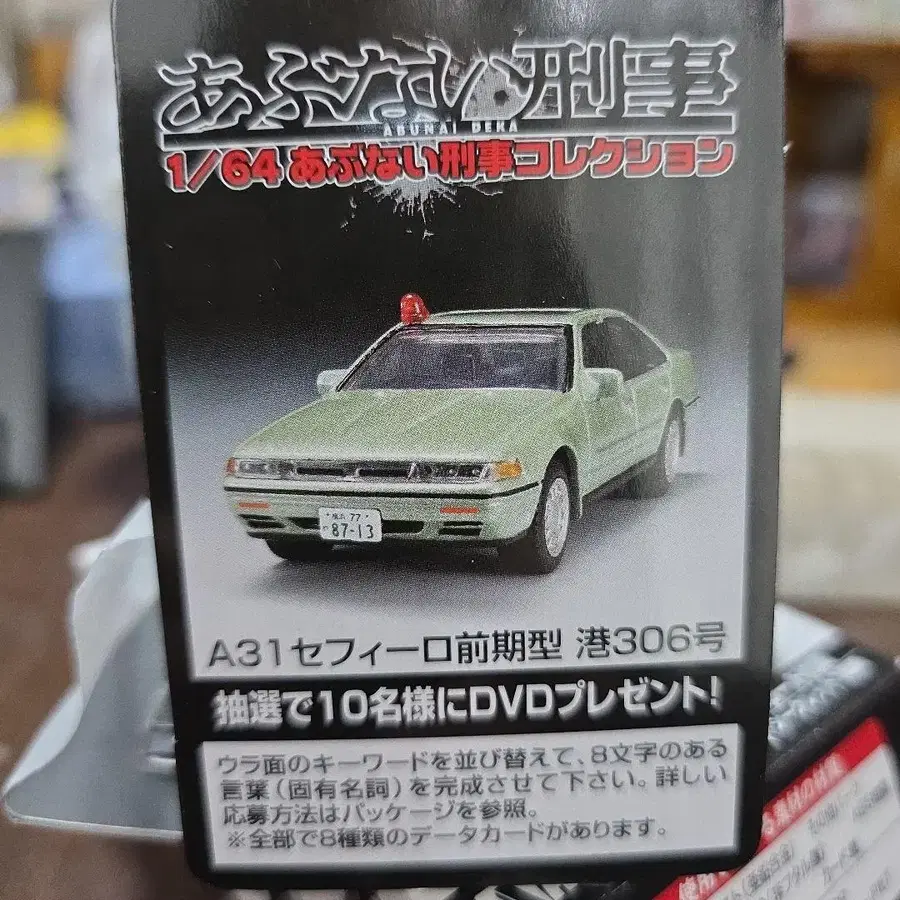 あぶない刑事
ABUNAI DEKA
1/64 あぶない刑事コレクション
横浜 77
87-13
A31セフィーロ前期型 港306号
抽選で10名様にDVDプレゼント!
ウラ面のキーワードを並び替えて、8文字のある
言葉(固有名詞)を完成させて下さい。詳しい
応募方法はパッケージを参照。
※全部で8種類のデータカードがあります。